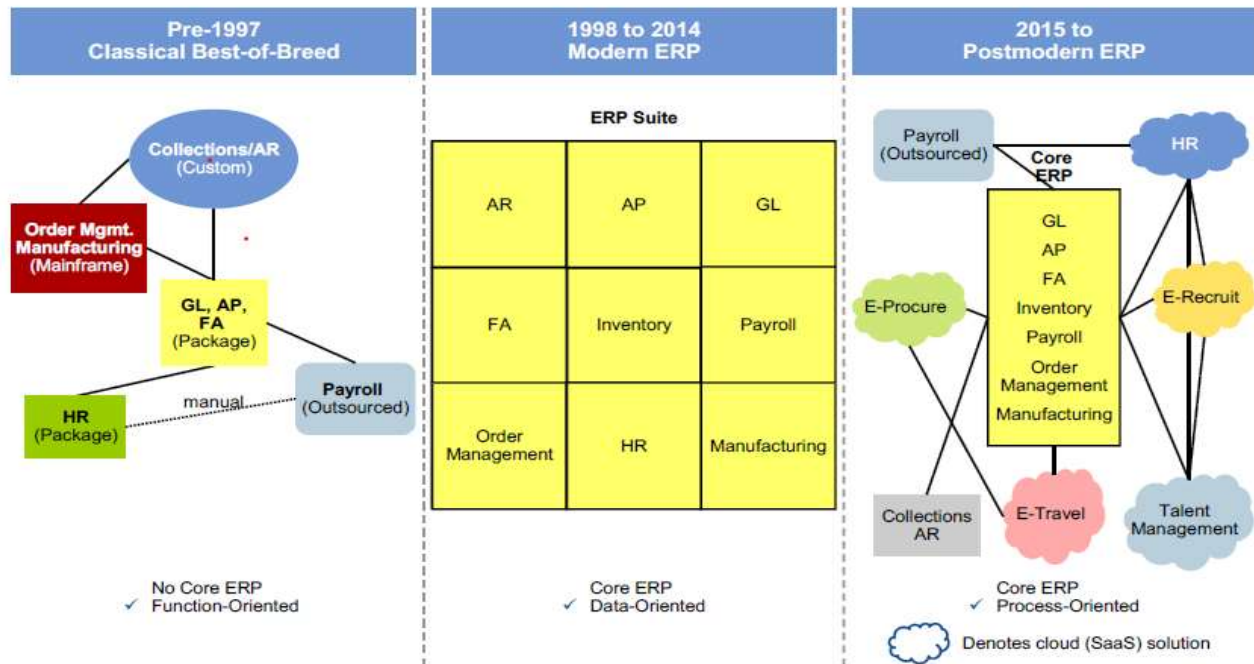 Pre-1997
Classical Best-of-Breed
Collections/AR
(Custom)
Order Mgmt.
Manufacturing
(Mainframe)
GL, AP,
FA
(Package)
manual
Payroll
(Outsourced)
HR
(Package)
No Core ERP
✓ Function-Oriented
1998 to 2014
Modern ERP
ERP Suite
AR
AP
GL
FA
Inventory
Payroll
Order
Management
HR
Manufacturing
Core ERP
✓ Data-Oriented
2015 to
Postmodern ERP
Payroll
(Outsourced)
HR
Core
ERP
GL
AP
FA
Inventory
Payroll
Order
Management
Manufacturing
E-Procure
E-Recruit
Collections
AR
E-Travel
Talent
Management
Core ERP
✓ Process-Oriented
Denotes cloud (SaaS) solution